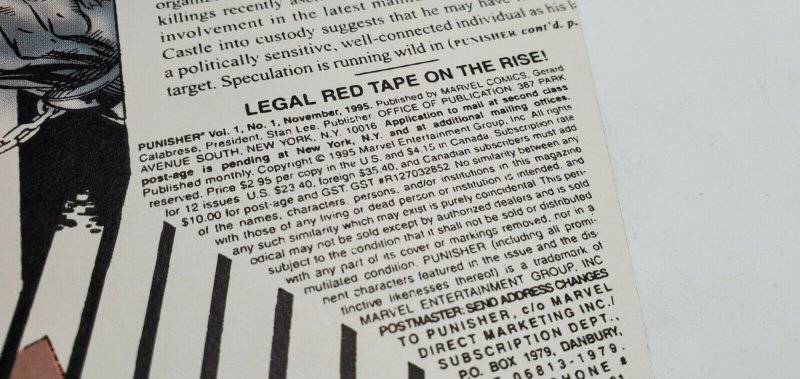 killings recently
involvement in the latest
Castle into custody suggests that he may have
a politically sensitive, well-connected individual as his
target. Speculation is running wild in (PUNISHER cont'd. p.
LEGAL RED TAPE ON THE RISE!
PUNISHER® Vol. 1, No. 1, November, 1995. Published by MARVEL COMICS, Gerard
Calabrese, President. Stan Lee, Publisher. OFFICE OF PUBLICATION: 387 PARK
AVENUE SOUTH, NEW YORK, N.Y. 10016. Application to mail at second class
post-age is pending at New York, N.Y. and at additional mailing offices.
Published monthly. Copyright © 1995 Marvel Entertainment Group, Inc. All rights
reserved. Price $2.95 per copy in the U.S. and $4.15 in Canada. Subscription rate
for 12 issues: U.S. $23.40, foreign $35.40, and Canadian subscribers must add
$10.00 for post-age and GST. GST #R127032852. No similarity between any
of the names, characters, persons, and/or institutions in this magazine
with those of any living or dead person or institution is intended, and
any such similarity which may exist is purely coincidental. This peri-
odical may not be sold except by authorized dealers and is sold
subject to the condition that it shall not be sold or distributed
with any part of its cover or markings removed, nor in a
mutilated condition. PUNISHER (including all promi-
nent characters featured in the issue and the dis-
tinctive likenesses thereof) is a trademark of
MARVEL ENTERTAINMENT GROUP, INC.
POSTMASTER: SEND ADDRESS CHANGES
TO PUNISHER, c/o MARVEL
DIRECT MARKETING INC./
SUBSCRIPTION DEPT.,
P.O. BOX 1979, DANBURY,
06813-1979.